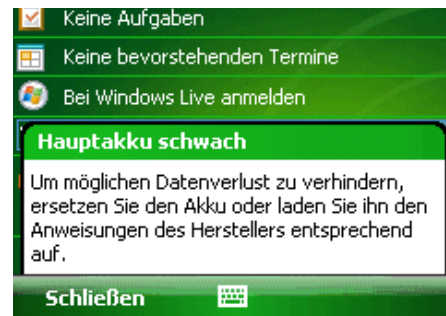 Keine Aufgaben
Keine bevorstehenden Termine
Bei Windows Live anmelden
Hauptakku schwach
Um möglichen Datenverlust zu verhindern,
ersetzen Sie den Akku oder laden Sie ihn den
Anweisungen des Herstellers entsprechend
auf.
Schließen